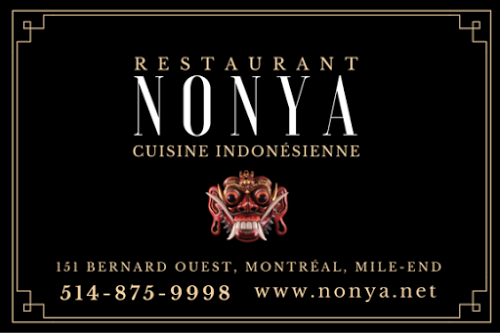 RESTAURANT
NONYA
CUISINE INDONÉSIENNE
151 BERNARD OUEST, MONTRÉAL, MILE-END
514-875-9998 www.nonya.net